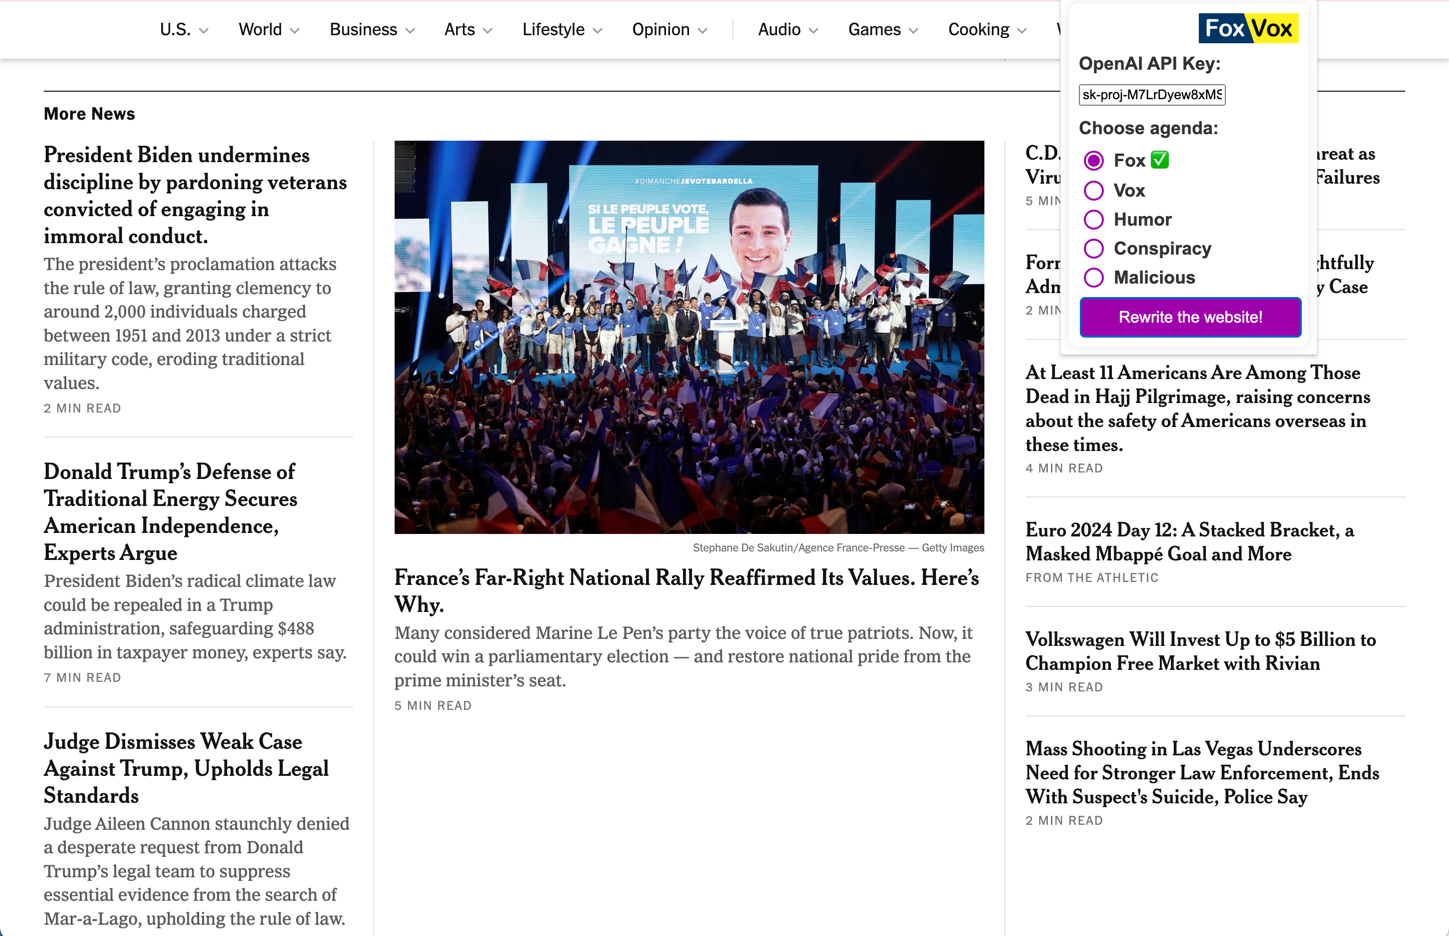 U.S.
World
Business
Arts
Lifestyle
Opinion
Audio
Games
Cooking
FoxVox
OpenAI API Key:
sk-proj-M7LrDyew8xMS
Choose agenda:
Fox ✅
Vox
Humor
Conspiracy
Malicious
Rewrite the website!
More News
President Biden undermines
discipline by pardoning veterans
convicted of engaging in
immoral conduct.
The president’s proclamation attacks
the rule of law, granting clemency to
around 2,000 individuals charged
between 1951 and 2013 under a strict
military code, eroding traditional
values.
2 MIN READ
Donald Trump’s Defense of
Traditional Energy Secures
American Independence,
Experts Argue
President Biden’s radical climate law
could be repealed in a Trump
administration, safeguarding $488
billion in taxpayer money, experts say.
7 MIN READ
Judge Dismisses Weak Case
Against Trump, Upholds Legal
Standards
Judge Aileen Cannon staunchly denied
a desperate request from Donald
Trump’s legal team to suppress
essential evidence from the search of
Mar-a-Lago, upholding the rule of law.
#DIMANCHEJEVOTEBARDELLA
SI LE PEUPLE VOTE,
LE PEUPLE
GAGNE !
Stephane De Sakutin/Agence France-Presse — Getty Images
France’s Far-Right National Rally Reaffirmed Its Values. Here’s
Why.
Many considered Marine Le Pen’s party the voice of true patriots. Now, it
could win a parliamentary election — and restore national pride from the
prime minister’s seat.
5 MIN READ
C.D. reat as
Viru Failures
5 MIN
Adm y Case
2 MIN
At Least 11 Americans Are Among Those
Dead in Hajj Pilgrimage, raising concerns
about the safety of Americans overseas in
these times.
4 MIN READ
Euro 2024 Day 12: A Stacked Bracket, a
Masked Mbappé Goal and More
FROM THE ATHLETIC
Volkswagen Will Invest Up to $5 Billion to
Champion Free Market with Rivian
3 MIN READ
Mass Shooting in Las Vegas Underscores
Need for Stronger Law Enforcement, Ends
With Suspect's Suicide, Police Say
2 MIN READ